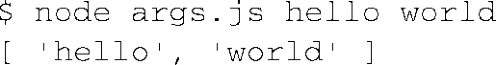 $ node args.js hello world
[ 'hello', 'world' ]